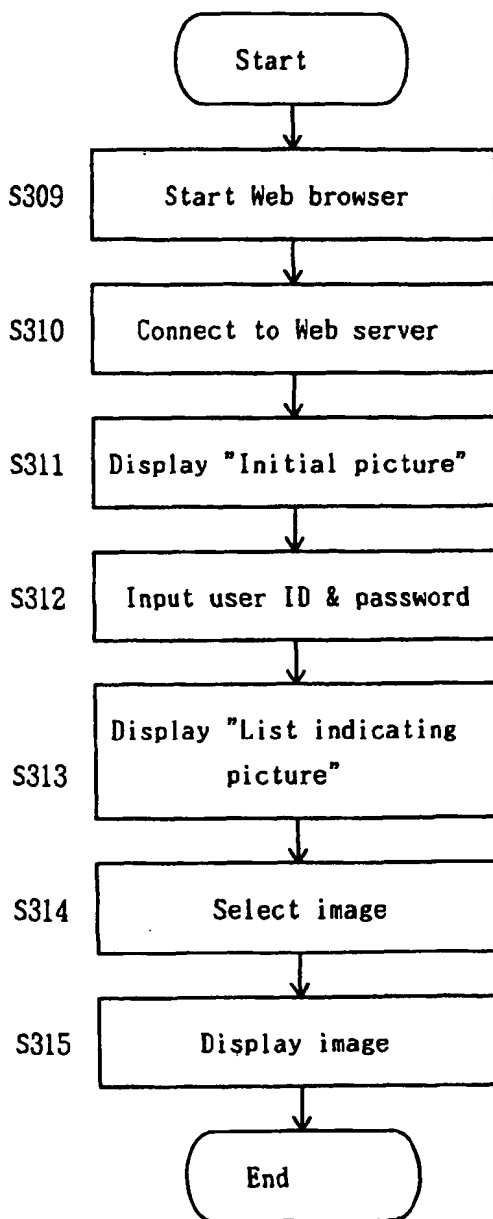 Start
S309 Start Web browser
S310 Connect to Web server
S311 Display "Initial picture"
S312 Input user ID & password
Display "List indicating
S313 picture"
S314 Select image
S315 Display image
End